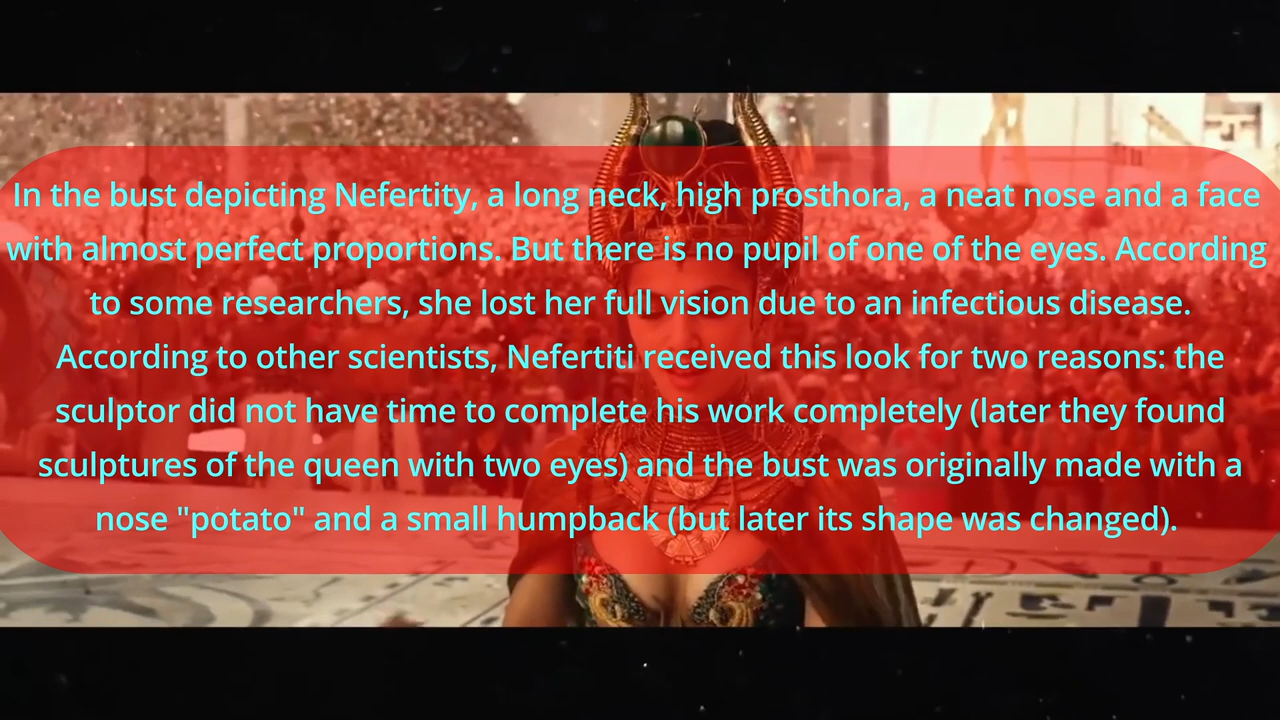 In the bust depicting Nefertity, a long neck, high prosthora, a neat nose and a face
with almost perfect proportions. But there is no pupil of one of the eyes. According
to some researchers, she lost her full vision due to an infectious disease.
According to other scientists, Nefertiti received this look for two reasons: the
sculptor did not have time to complete his work completely (later they found
sculptures of the queen with two eyes) and the bust was originally made with a
nose "potato" and a small humpback (but later its shape was changed).